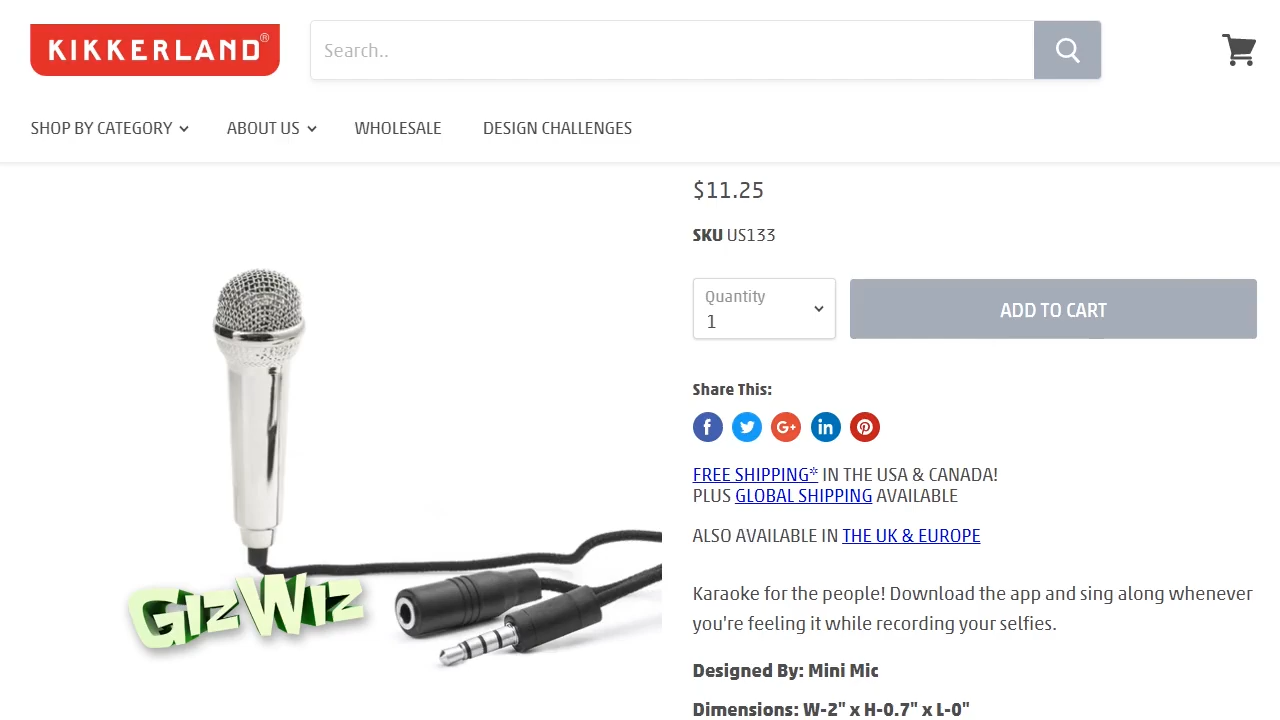 KIKKERLAND®
Search..
SHOP BY CATEGORY
ABOUT US
WHOLESALE
DESIGN CHALLENGES
$11.25
SKU US133
Quantity
1
ADD TO CART
Share This:
f
G+
in
FREE SHIPPING* IN THE USA & CANADA!
PLUS GLOBAL SHIPPING AVAILABLE
ALSO AVAILABLE IN THE UK & EUROPE
Karaoke for the people! Download the app and sing along whenever
you're feeling it while recording your selfies.
Designed By: Mini Mic
Dimensions: W-2" x H-0.7" x L-0"
GIZWIZ